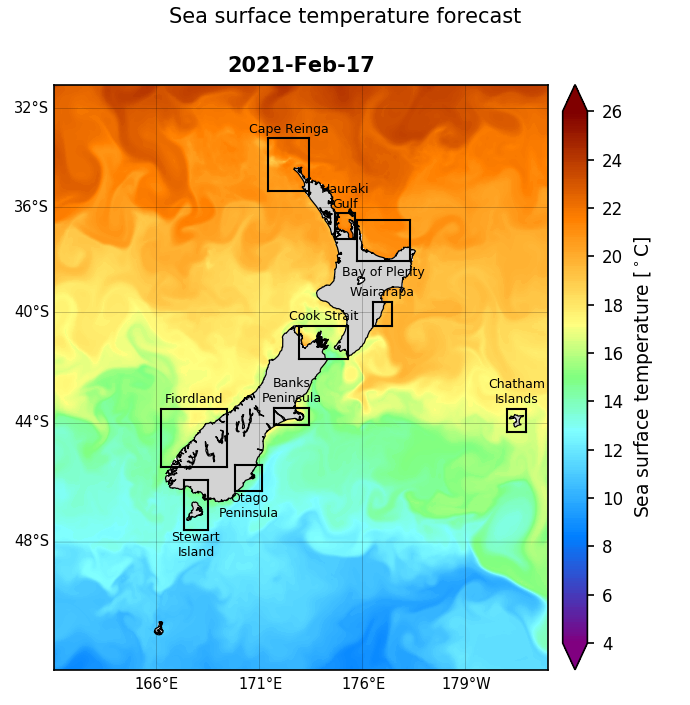 Sea surface temperature forecast
2021-Feb-17
32°S
36°S
40°S
44°S
48°S
Cape Reinga
Hauraki
Gulf
Bay of Plenty
Wairarapa
Cook Strait
Banks
Peninsula
Fiordland
Chatham
Islands
Otago
Peninsula
Stewart
Island
166°E
171°E
176°E
179°W
26
24
22
20
18
16
14
12
10
8
6
4
Sea surface temperature [°C]